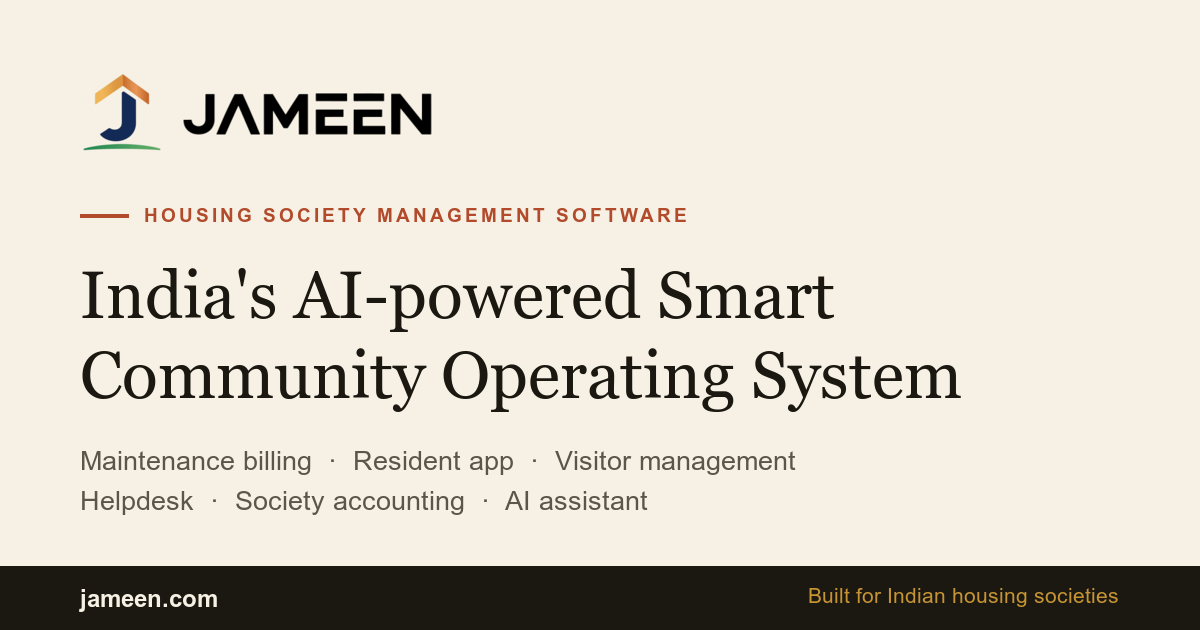 JAMEEN
HOUSING SOCIETY MANAGEMENT SOFTWARE
India's AI-powered Smart
Community Operating System
Maintenance billing · Resident app · Visitor management
Helpdesk · Society accounting · AI assistant
jameen.com
Built for Indian housing societies